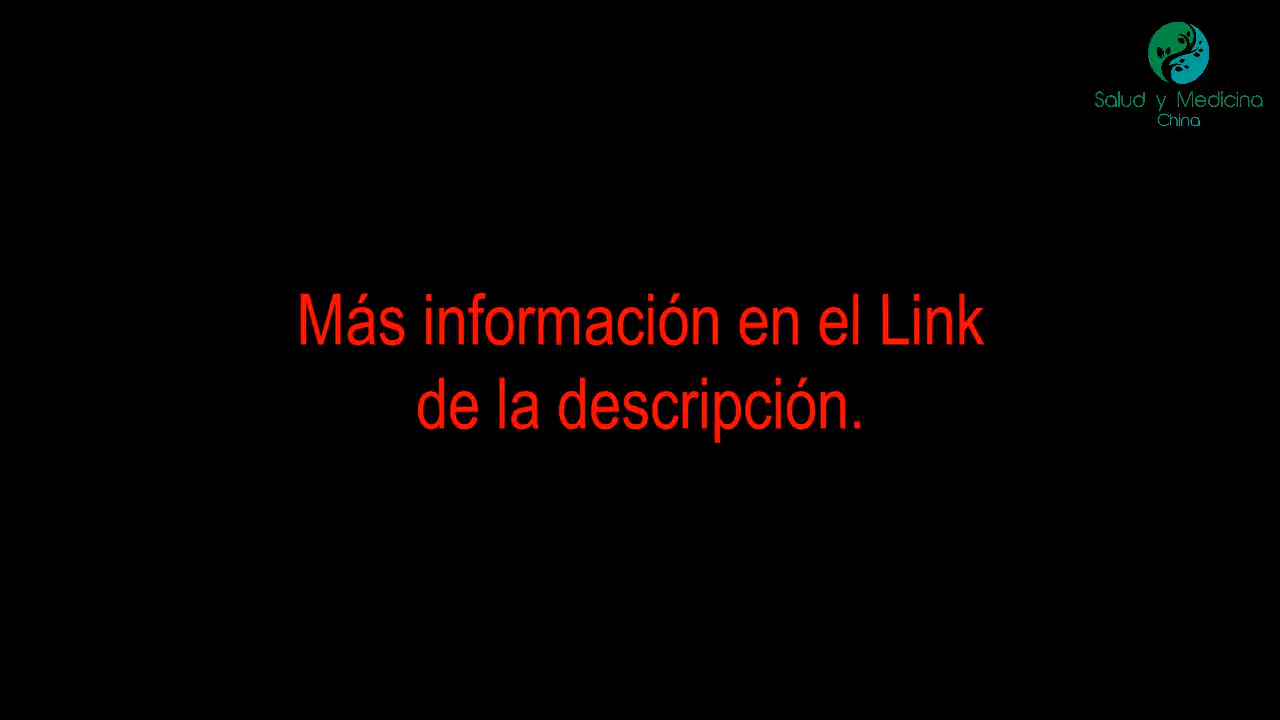 Salud y Medicina
China
Más información en el Link
de la descripción.